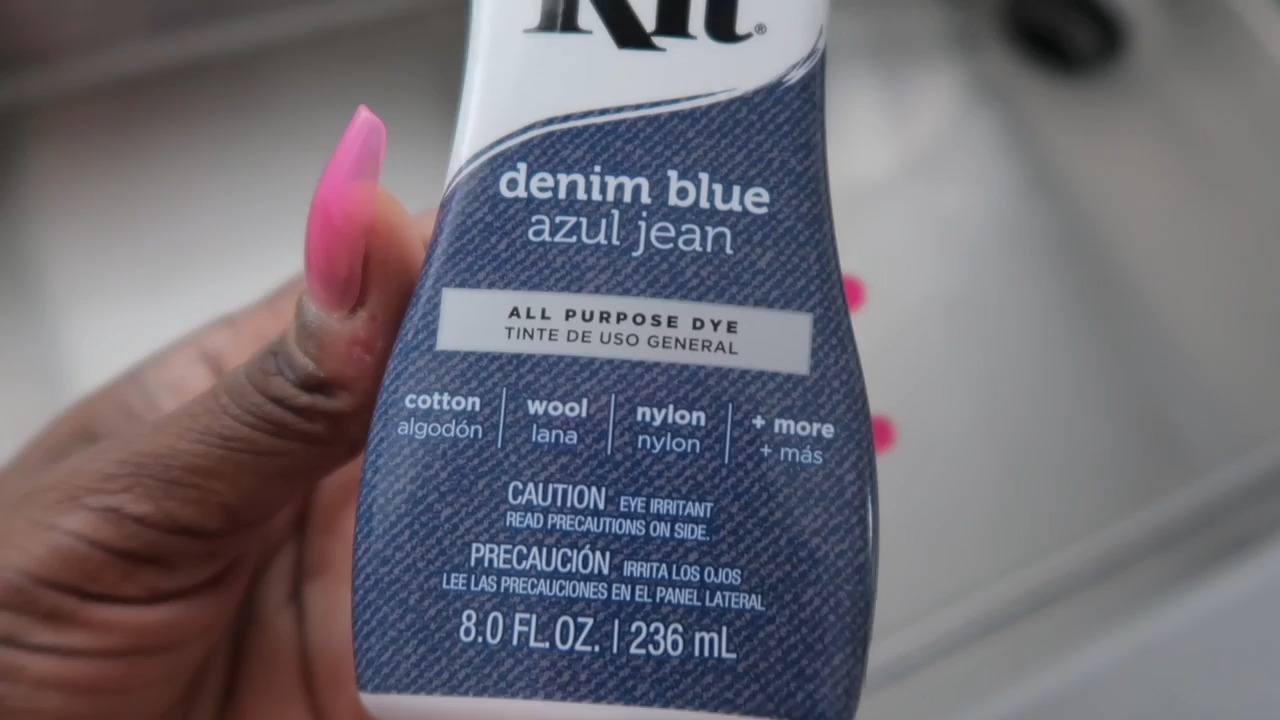 Rit®
denim blue
azul jean
ALL PURPOSE DYE
TINTE DE USO GENERAL
cotton wool nylon + more
algodón lana nylon + más
CAUTION EYE IRRITANT
READ PRECAUTIONS ON SIDE.
PRECAUCIÓN IRRITA LOS OJOS
LEE LAS PRECAUCIONES EN EL PANEL LATERAL
8.0 FL.OZ. | 236 mL